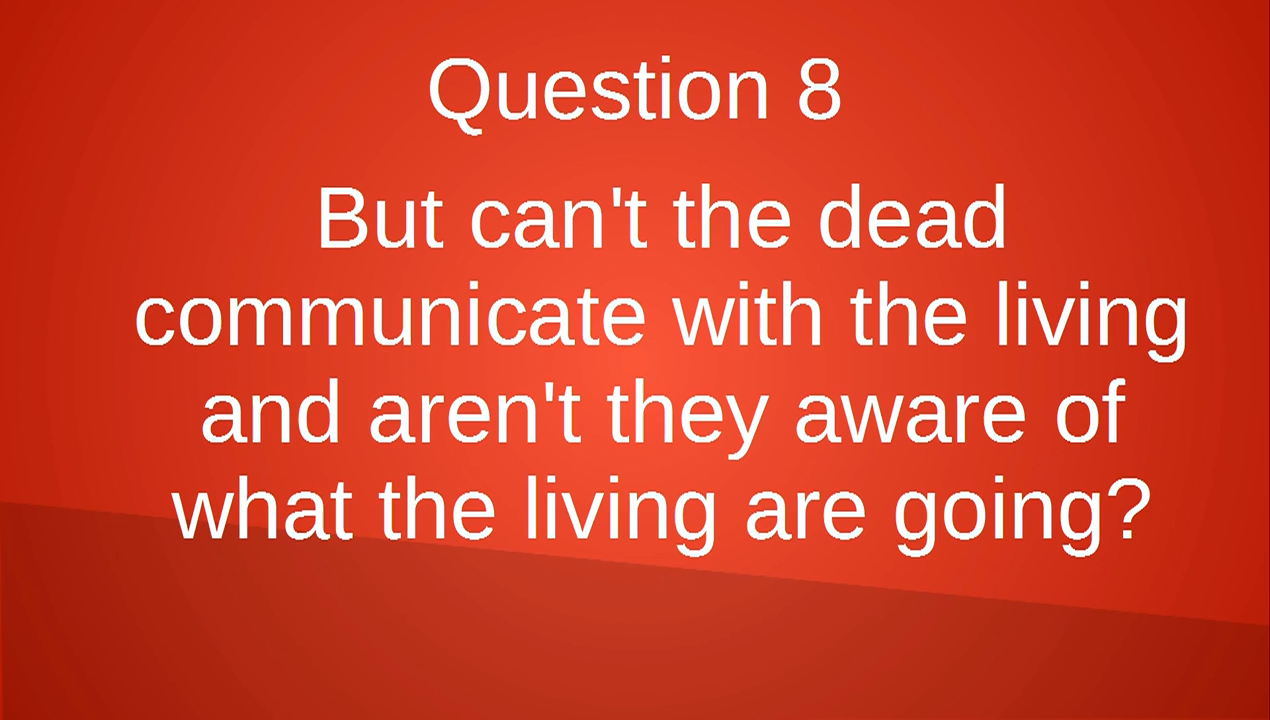 Question 8
But can't the dead
communicate with the living
and aren't they aware of
what the living are going?